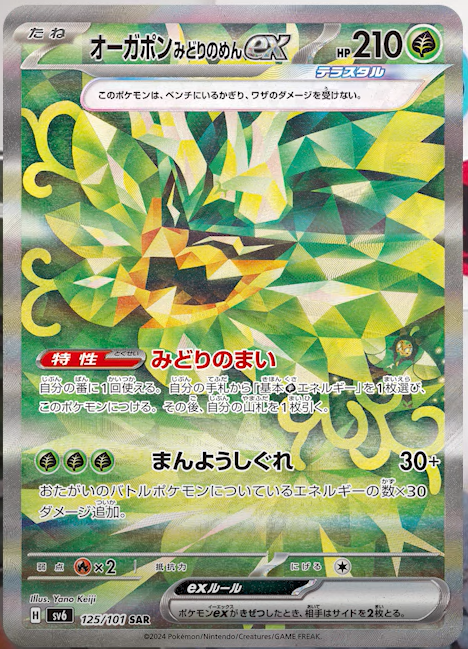 たね オーガポン みどりのめん ex HP 210
テラスタル
このポケモンは、ベンチにいるかぎり、ワザのダメージを受けない。
特性 みどりのまい
自分の番に1回使える。自分の手札から「基本エネルギー」を1枚選び、
このポケモンにつける。その後、自分の山札を1枚引く。
まんようしぐれ 30+
おたがいのバトルポケモンについているエネルギーの数×30
ダメージ追加。
弱点 ×2 抵抗力 にげる
Illus. Yano Keiji
exルール
ポケモンexがきぜつしたとき、相手はサイドを2枚とる。
H sv6 125/101 SAR
©2024 Pokémon/Nintendo/Creatures/GAME FREAK.